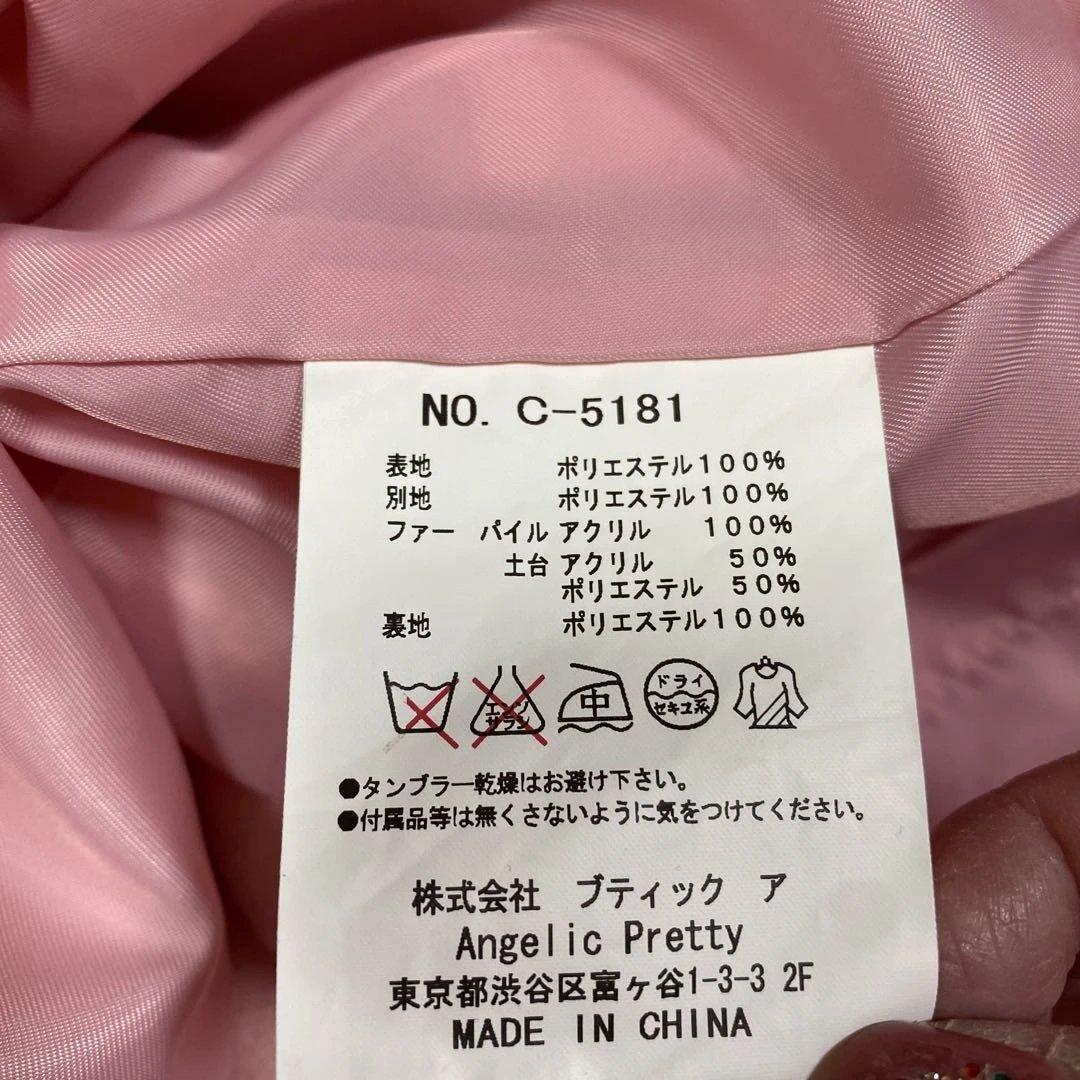 NO. C-5181
表地 ポリエステル100%
別地 ポリエステル100%
ファー パイル アクリル 100%
土台 アクリル 50%
ポリエステル 50%
裏地 ポリエステル100%
エンソ サラシ 中 ドライ セキユ系
●タンブラー乾燥はお避け下さい。
●付属品等は無くさないように気をつけてください。
株式会社 ブティック ア
Angelic Pretty
東京都渋谷区富ヶ谷1-3-3 2F
MADE IN CHINA